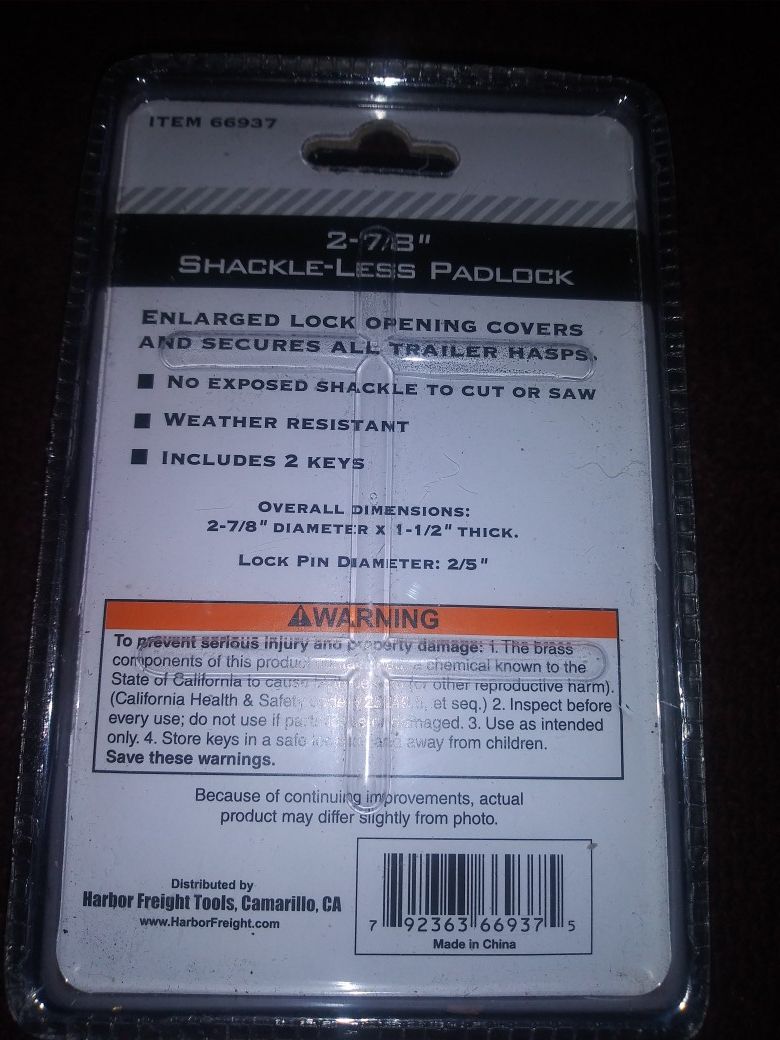 ITEM 66937
2-7/8"
SHACKLE-LESS PADLOCK
ENLARGED LOCK OPENING COVERS
AND SECURES ALL TRAILER HASPS.
■ NO EXPOSED SHACKLE TO CUT OR SAW
■ WEATHER RESISTANT
■ INCLUDES 2 KEYS
OVERALL DIMENSIONS:
2-7/8" DIAMETER X 1-1/2" THICK.
LOCK PIN DIAMETER: 2/5"
⚠WARNING
To prevent serious injury and property damage: 1. The brass
components of this product a chemical known to the
State of California to cause (or other reproductive harm).
(California Health & Safety et seq.) 2. Inspect before
every use; do not use if parts damaged. 3. Use as intended
only. 4. Store keys in a safe location and away from children.
Save these warnings.
Because of continuing improvements, actual
product may differ slightly from photo.
Distributed by
Harbor Freight Tools, Camarillo, CA
www.HarborFreight.com
7 92363 66937 5
Made in China